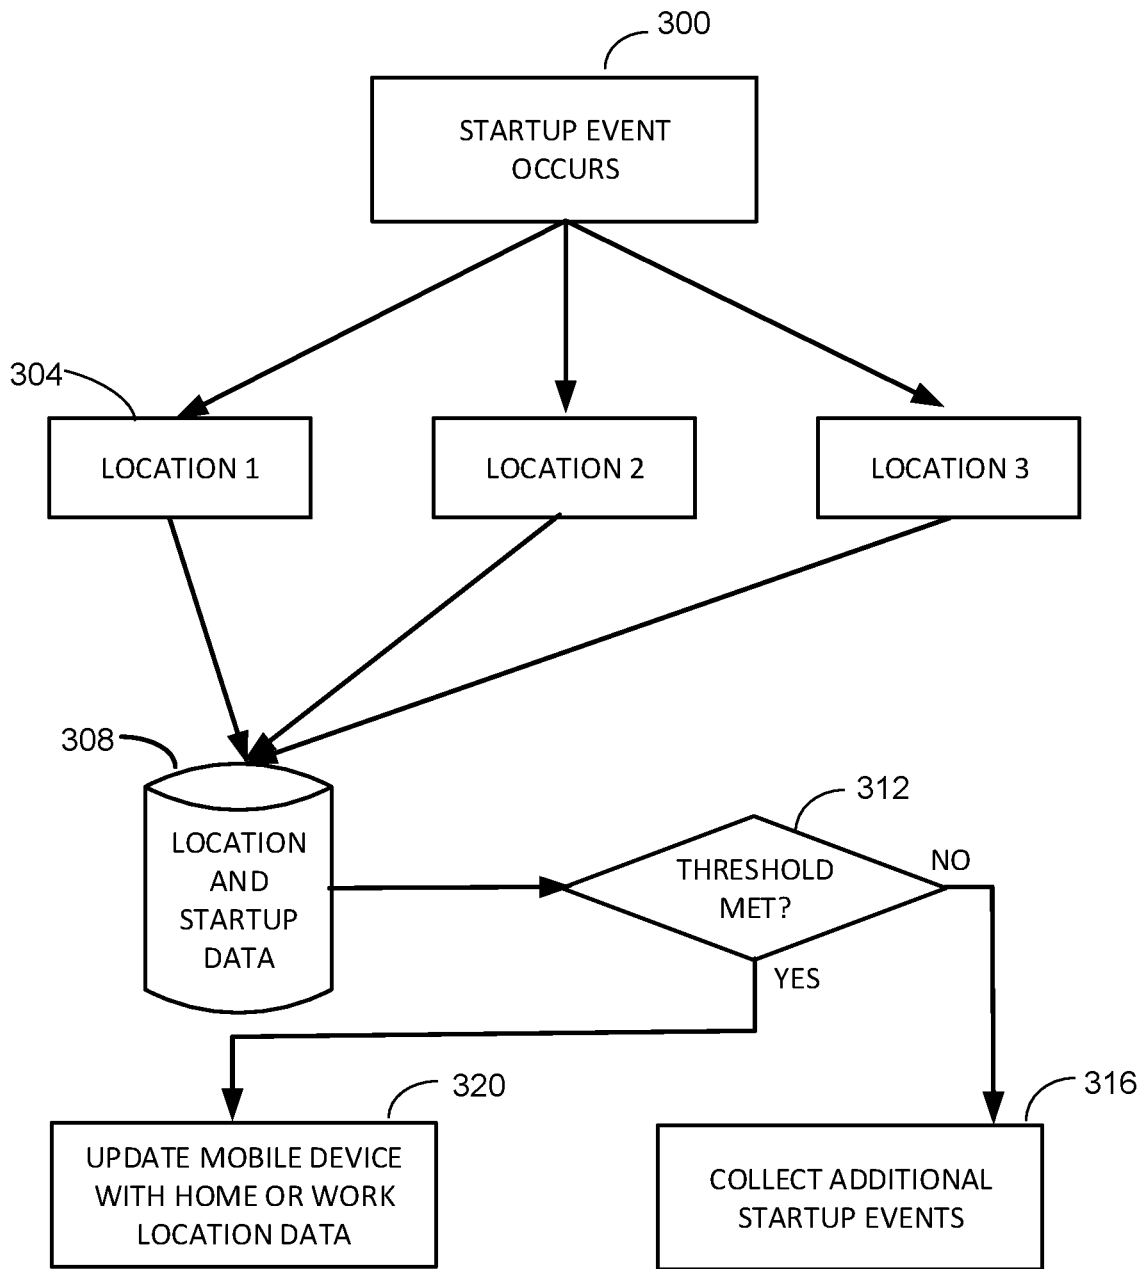 300
STARTUP EVENT
OCCURS
304
LOCATION 1
LOCATION 2
LOCATION 3
308
LOCATION
AND
STARTUP
DATA
312
THRESHOLD
MET?
NO
YES
320
UPDATE MOBILE DEVICE
WITH HOME OR WORK
LOCATION DATA
316
COLLECT ADDITIONAL
STARTUP EVENTS